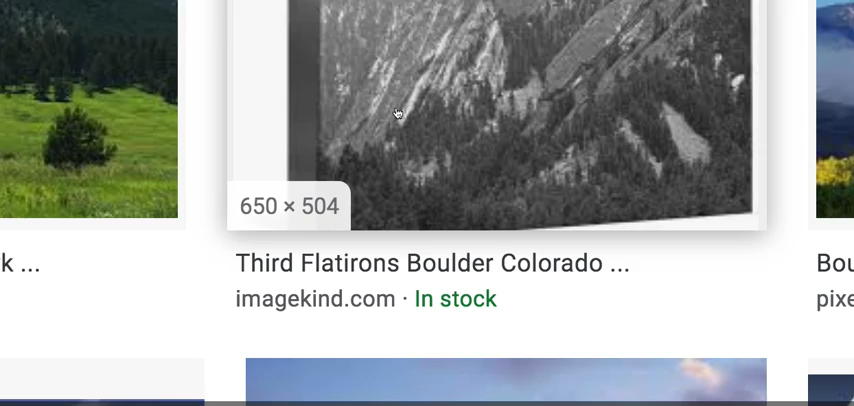 650 × 504
k ...
Third Flatirons Boulder Colorado ...
Bou
imagekind.com · In stock
pixe